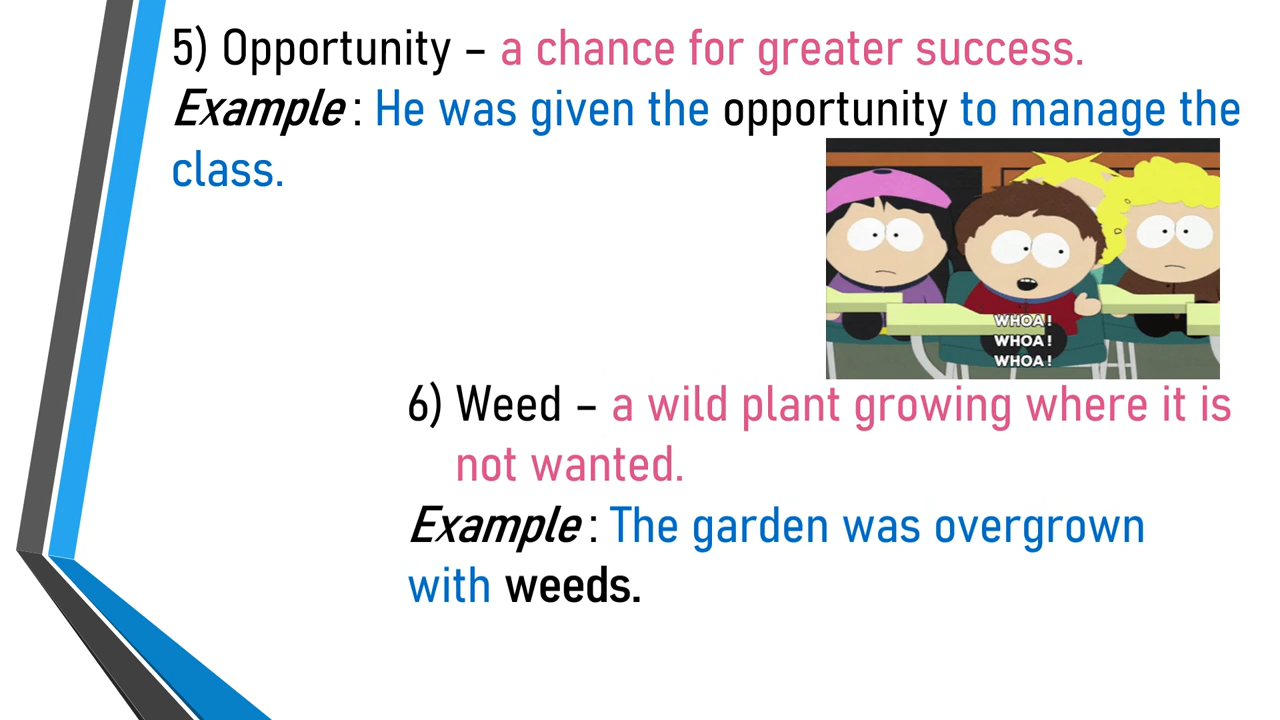 5) Opportunity – a chance for greater success.
Example : He was given the opportunity to manage the
class.
WHOA!
WHOA!
WHOA!
6) Weed – a wild plant growing where it is
not wanted.
Example : The garden was overgrown
with weeds.